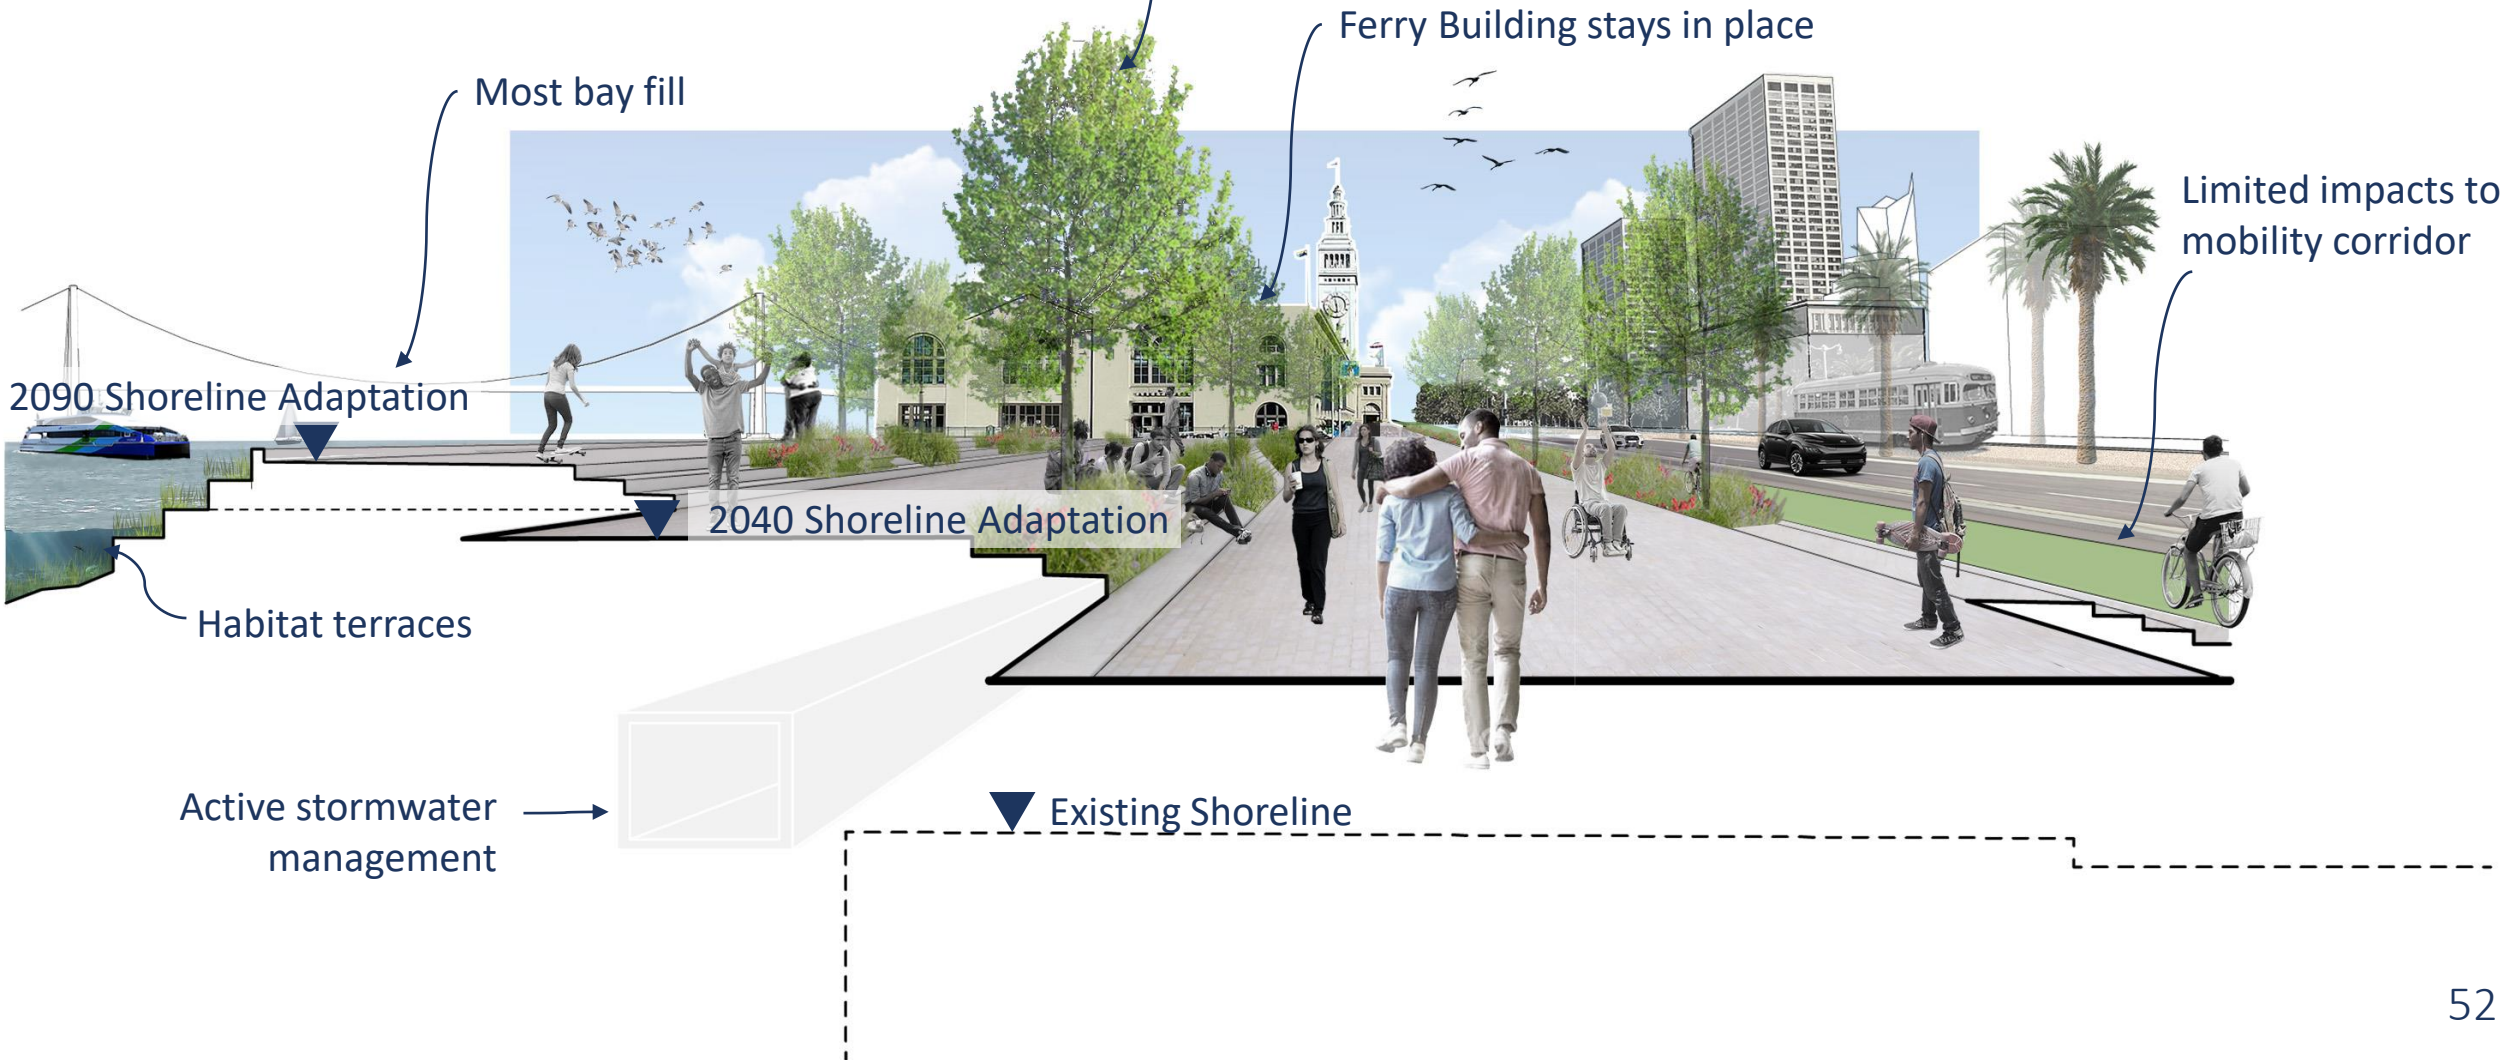 Ferry Building stays in place
Most bay fill
Limited impacts to
mobility corridor
2090 Shoreline Adaptation
2040 Shoreline Adaptation
Habitat terraces
Active stormwater
management
Existing Shoreline
52